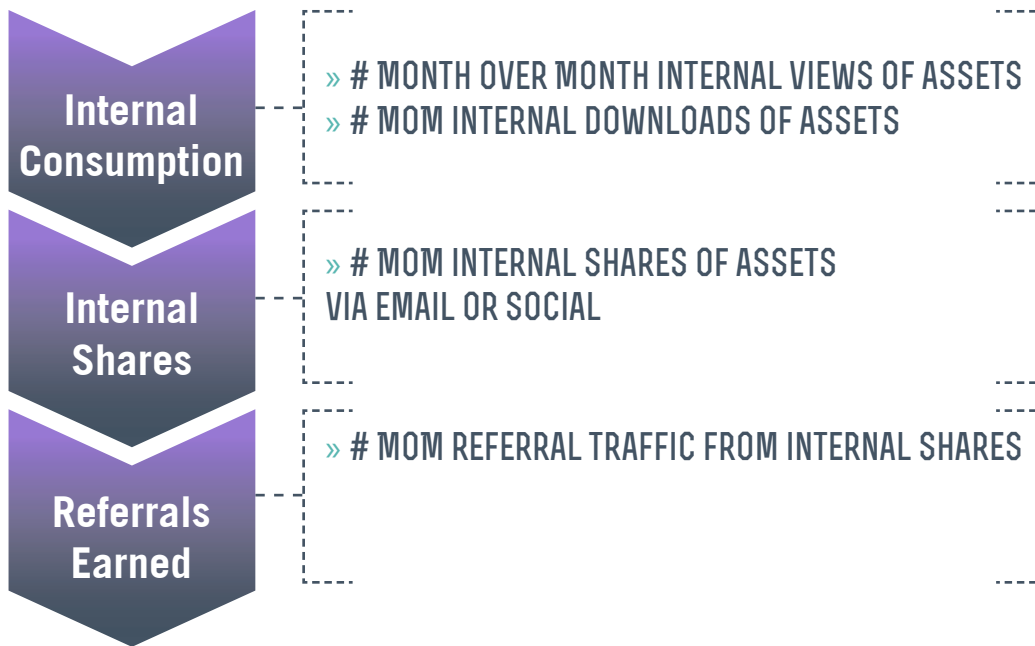 Internal
Consumption
» # MONTH OVER MONTH INTERNAL VIEWS OF ASSETS
» # MOM INTERNAL DOWNLOADS OF ASSETS
Internal
Shares
» # MOM INTERNAL SHARES OF ASSETS
VIA EMAIL OR SOCIAL
Referrals
Earned
» # MOM REFERRAL TRAFFIC FROM INTERNAL SHARES